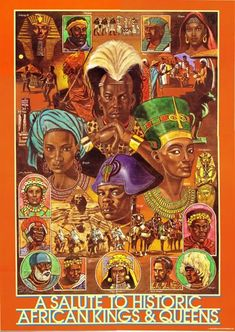 A SALUTE TO HISTORIC
AFRICAN KINGS & QUEENS